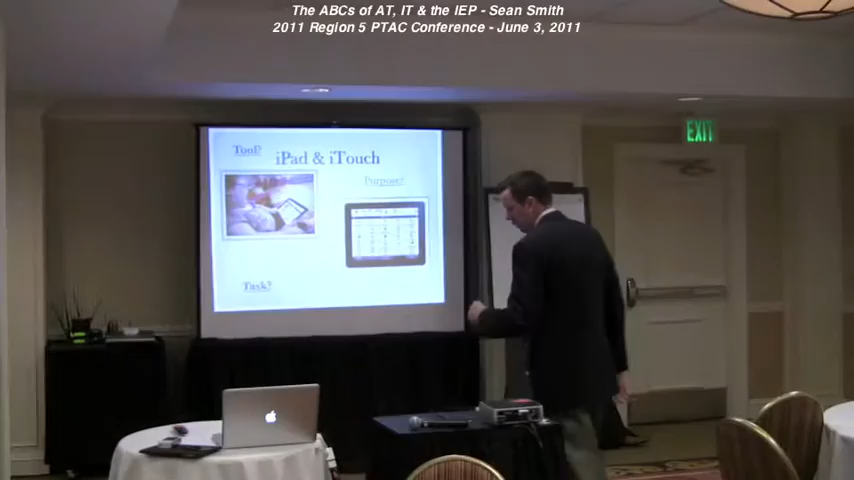 The ABCs of AT, IT & the IEP - Sean Smith
2011 Region 5 PTAC Conference - June 3, 2011
EXIT
Tool?
iPad & iTouch
Purpose?
Task?